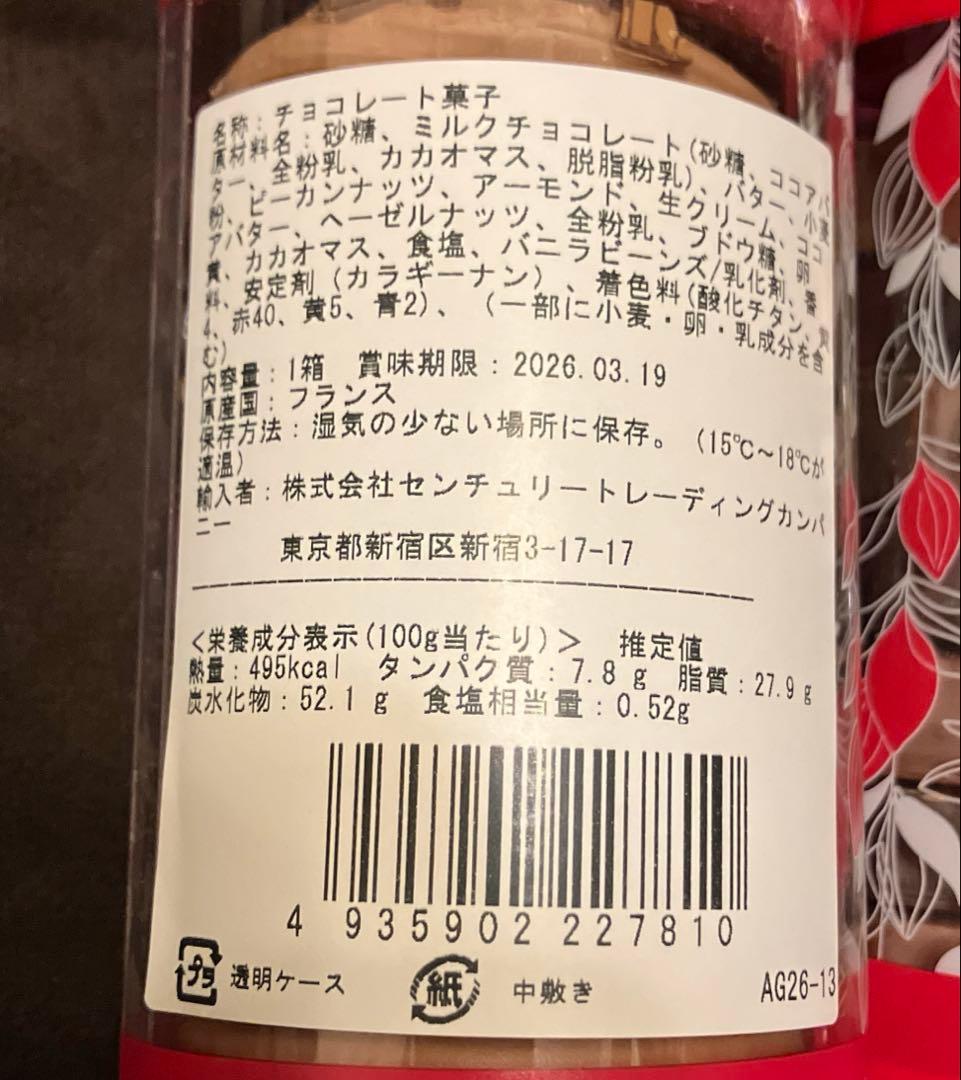 名称：チョコレート菓子
原材料名：砂糖、ミルクチョコレート(砂糖、ココアバ
ター、全粉乳、カカオマス、脱脂粉乳)、バター、小麦
粉、ピーカンナッツ、アーモンド、生クリーム、ココ
アバター、ヘーゼルナッツ、全粉乳、ブドウ糖、卵
黄、カカオマス、食塩、バニラビーンズ/乳化剤、香
料、安定剤（カラギーナン）、着色料(酸化チタン、黄
4、赤40、黄5、青2)、（一部に小麦・卵・乳成分を含
む）
内容量：1箱　賞味期限：2026.03.19
原産国：フランス
保存方法：湿気の少ない場所に保存。（15℃～18℃が
適温）
輸入者：株式会社センチュリートレーディングカンパ
ニー
東京都新宿区新宿3-17-17
＜栄養成分表示(100g当たり)＞　推定値
熱量：495kcal　タンパク質：7.8 g　脂質：27.9 g
炭水化物：52.1 g　食塩相当量：0.52g
4 935902 227810
プラ 透明ケース 紙 中敷き AG26-13